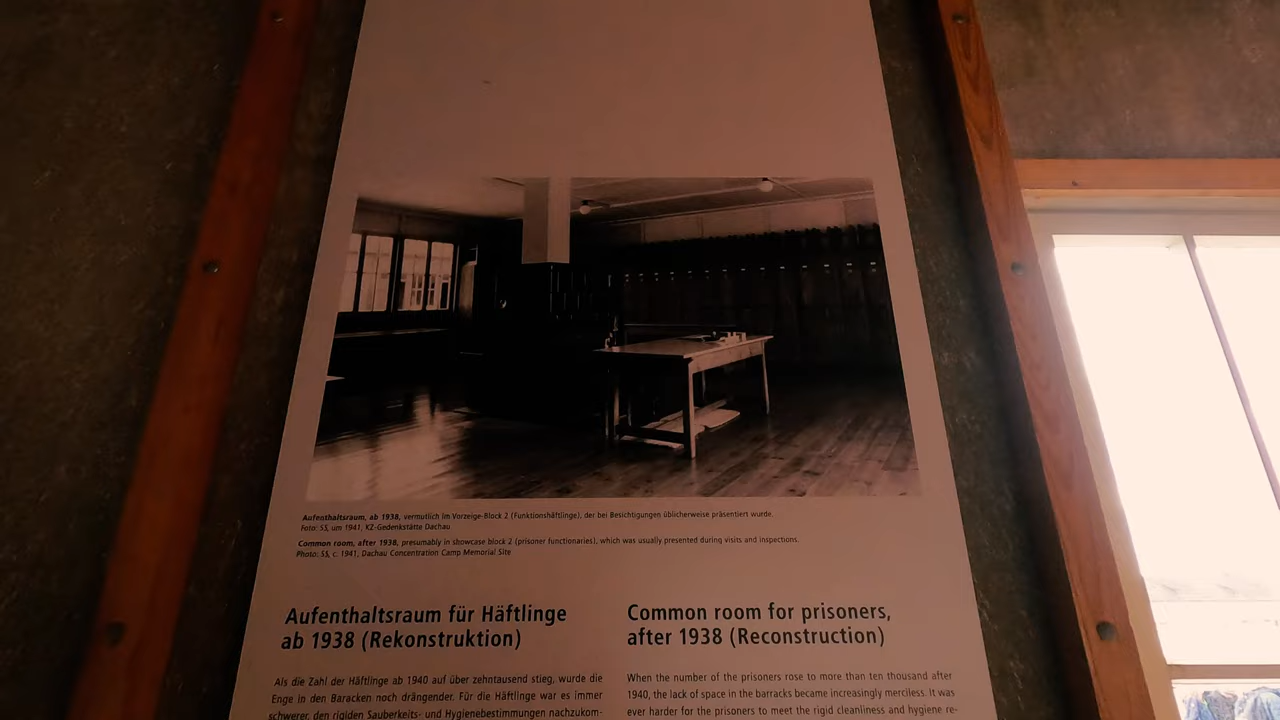 Aufenthaltsraum, ab 1938, vermutlich im Vorzeige-Block 2 (Funktionshäftlinge), der bei Besichtigungen üblicherweise präsentiert wurde.
Foto: SS, um 1941, KZ-Gedenkstätte Dachau
Common room, after 1938, presumably in showcase block 2 (prisoner functionaries), which was usually presented during visits and inspections.
Photo: SS, c. 1941, Dachau Concentration Camp Memorial Site
Aufenthaltsraum für Häftlinge
ab 1938 (Rekonstruktion)
Als die Zahl der Häftlinge ab 1940 auf über zehntausend stieg, wurde die
Enge in den Baracken noch drängender. Für die Häftlinge war es immer
schwerer, den rigiden Sauberkeits- und Hygienebestimmungen nachzukom-
Common room for prisoners,
after 1938 (Reconstruction)
When the number of the prisoners rose to more than ten thousand after
1940, the lack of space in the barracks became increasingly merciless. It was
ever harder for the prisoners to meet the rigid cleanliness and hygiene re-